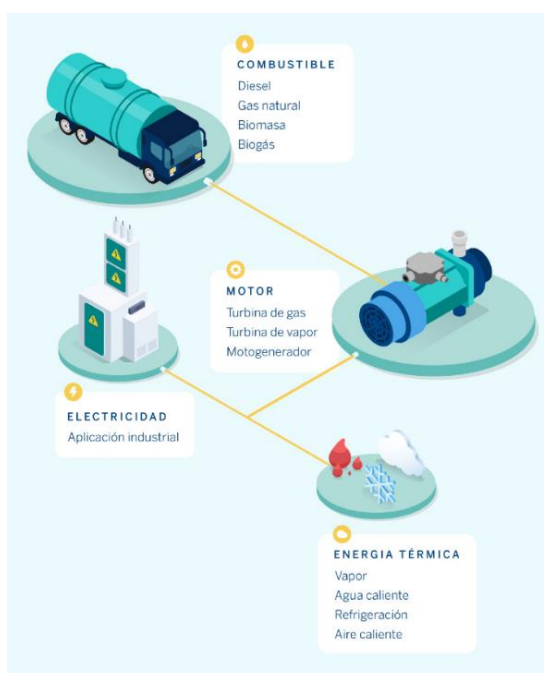 COMBUSTIBLE
Diesel
Gas natural
Biomasa
Biogás
MOTOR
Turbina de gas
Turbina de vapor
Motogenerador
ELECTRICIDAD
Aplicación industrial
ENERGIA TÉRMICA
Vapor
Agua caliente
Refrigeración
Aire caliente